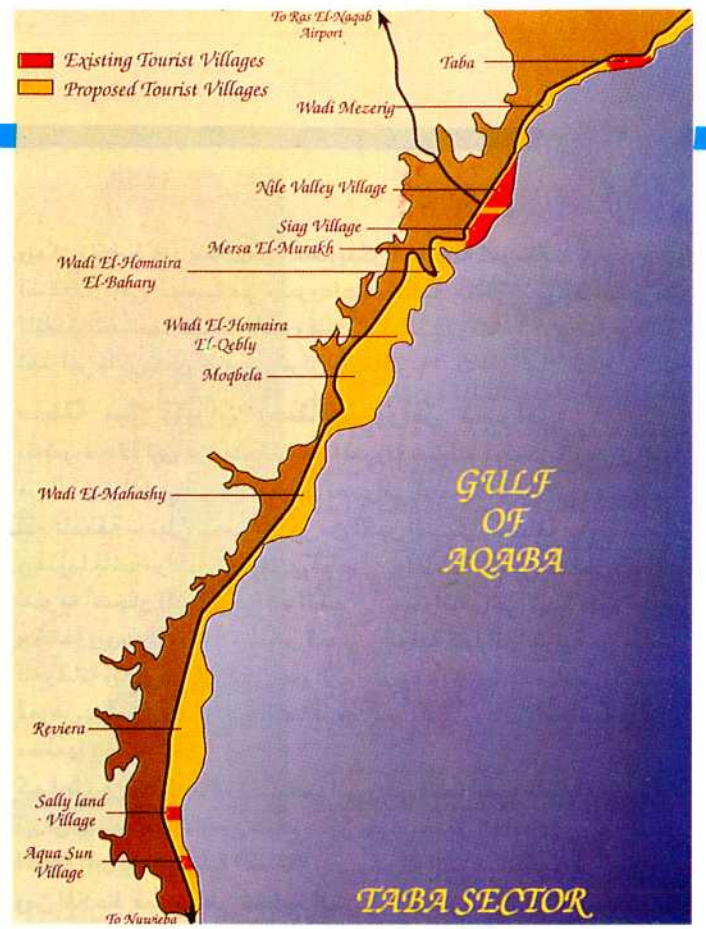 To Ras El-Naqab
Airport
Existing Tourist Villages
Proposed Tourist Villages
Taba
Wadi Mezerig
Nile Valley Village
Siag Village
Mersa El-Murakh
Wadi El-Homaira
El-Bahary
Wadi El-Homaira
El-Qebly
Moqbela
Wadi El-Mahashy
GULF
OF
AQABA
Reviera
Sally land
Village
Aqua Sun
Village
To Nuwieba
TABA SECTOR